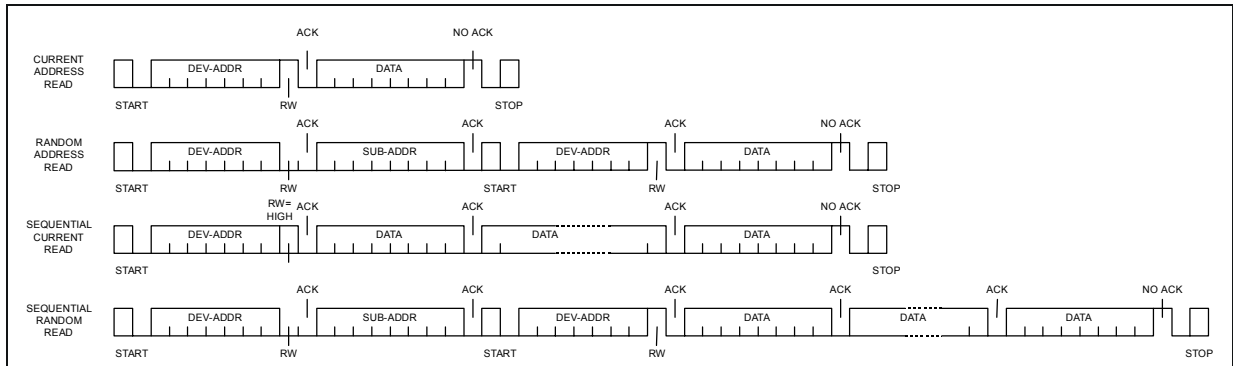 ACK NO ACK
CURRENT
ADDRESS
READ
DEV-ADDR DATA
START RW STOP
ACK ACK ACK NO ACK
RANDOM
ADDRESS
READ
DEV-ADDR SUB-ADDR DEV-ADDR DATA
START RW START RW STOP
RW=
HIGH
ACK ACK ACK NO ACK
SEQUENTIAL
CURRENT
READ
DEV-ADDR DATA DATA DATA
START STOP
ACK ACK ACK ACK ACK NO ACK
SEQUENTIAL
RANDOM
READ
DEV-ADDR SUB-ADDR DEV-ADDR DATA DATA DATA
START RW START RW STOP